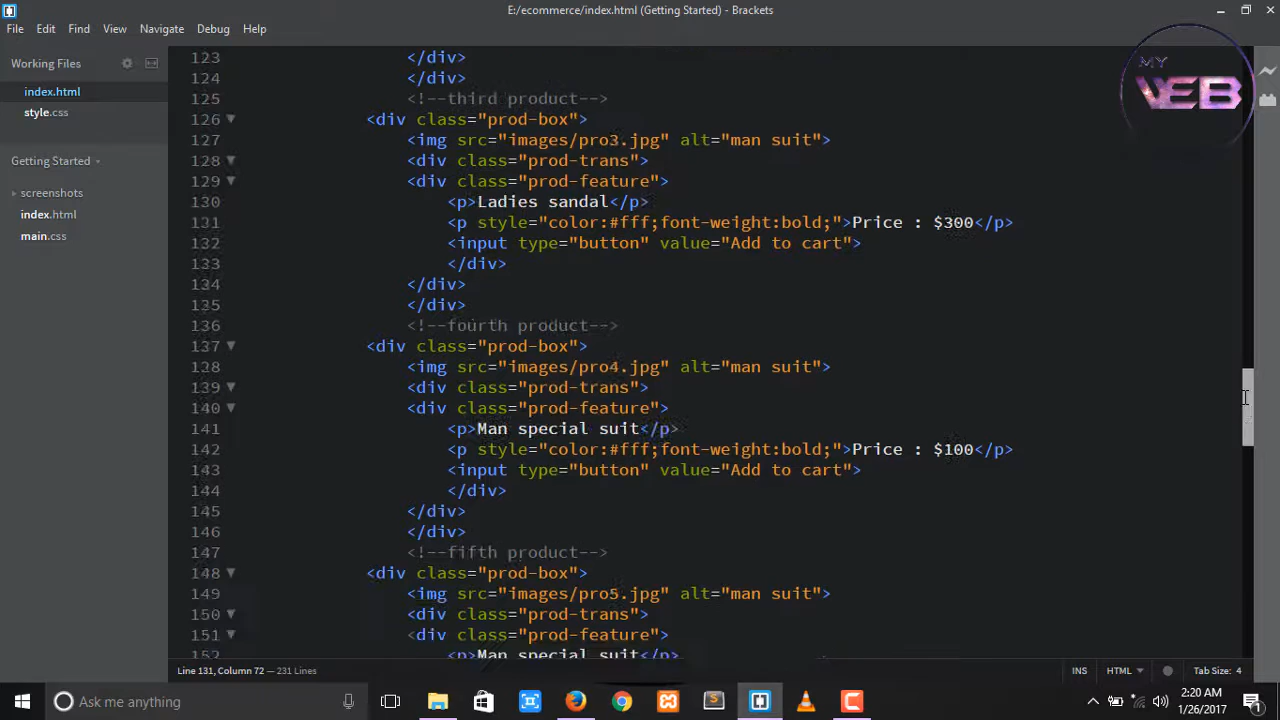 E:/ecommerce/index.html (Getting Started) - Brackets
File Edit Find View Navigate Debug Help
MY
WEB
Working Files
index.html
style.css
Getting Started
screenshots
index.html
main.css
123 </div>
124 </div>
125 <!--third product-->
126 <div class="prod-box">
127 <img src="images/pro3.jpg" alt="man suit">
128 <div class="prod-trans">
129 <div class="prod-feature">
130 <p>Ladies sandal</p>
131 <p style="color:#fff;font-weight:bold;">Price : $300</p>
132 <input type="button" value="Add to cart">
133 </div>
134 </div>
135 </div>
136 <!--fourth product-->
137 <div class="prod-box">
128 <img src="images/pro4.jpg" alt="man suit">
139 <div class="prod-trans">
140 <div class="prod-feature">
141 <p>Man special suit</p>
142 <p style="color:#fff;font-weight:bold;">Price : $100</p>
143 <input type="button" value="Add to cart">
144 </div>
145 </div>
146 </div>
147 <!--fifth product-->
148 <div class="prod-box">
149 <img src="images/pro5.jpg" alt="man suit">
150 <div class="prod-trans">
151 <div class="prod-feature">
152 <p>Man special suit</p>
Line 131, Column 72 — 231 Lines
INS HTML Tab Size: 4
Ask me anything
2:20 AM
1/26/2017